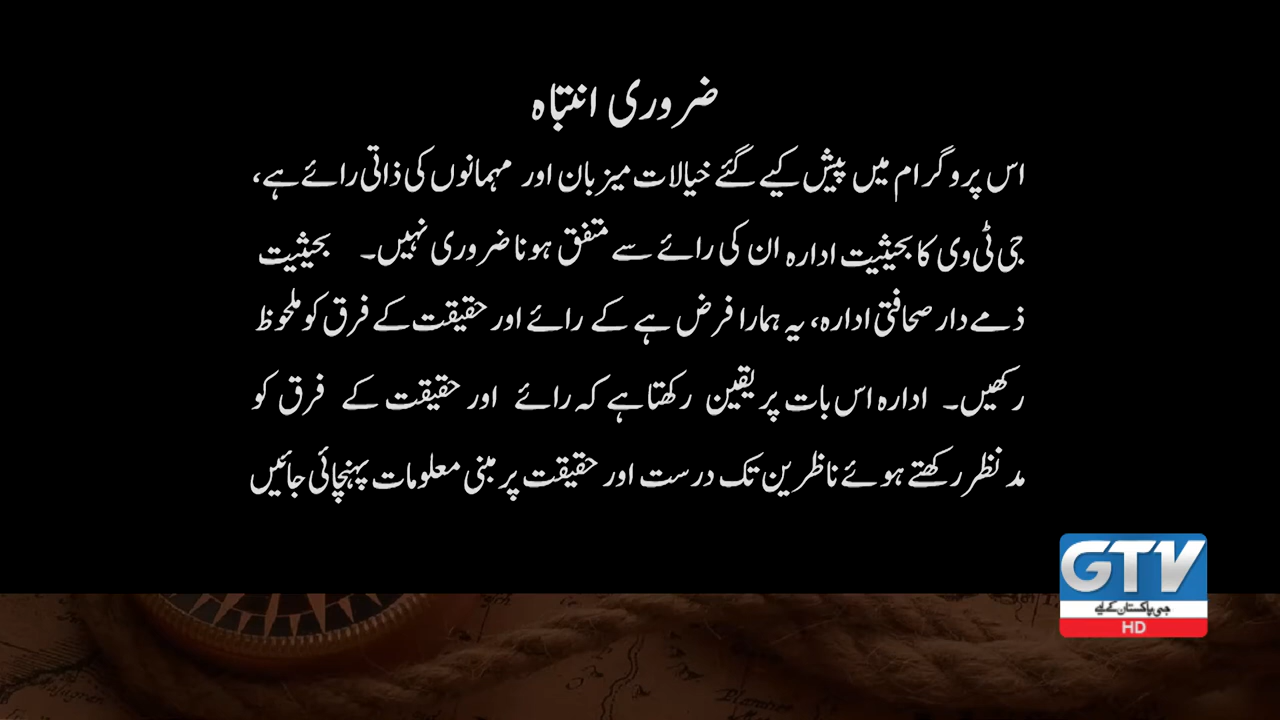 ضروری انتباہ
اس پروگرام میں پیش کیے گئے خیالات میزبان اور مہمانوں کی ذاتی رائے ہے،
جی ٹی وی کا بحیثیت ادارہ ان کی رائے سے متفق ہونا ضروری نہیں۔ بحیثیت
ذمے دار صحافتی ادارہ، یہ ہمارا فرض ہے کے رائے اور حقیقت کے فرق کو ملحوظ
رکھیں۔ ادارہ اس بات پر یقین رکھتا ہے کہ رائے اور حقیقت کے فرق کو
مد نظر رکھتے ہوئے ناظرین تک درست اور حقیقت پر مبنی معلومات پہنچائی جائیں
GTV
جی پاکستان کے لیے
HD